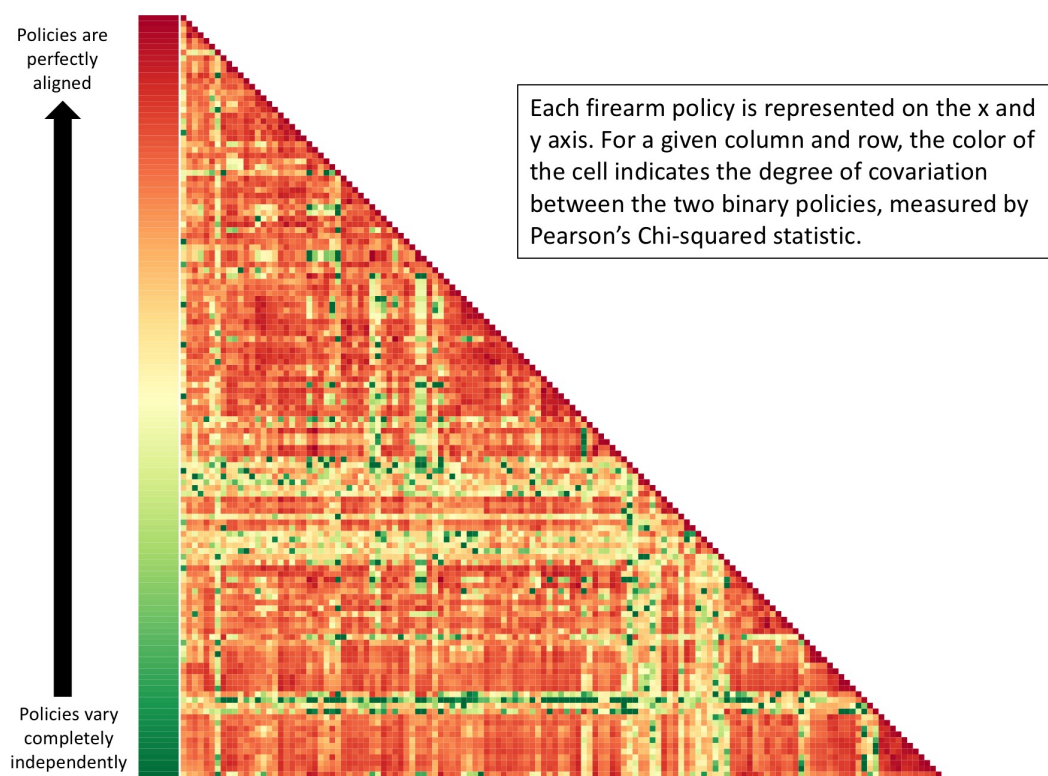 Policies are
perfectly
aligned
Each firearm policy is represented on the x and
y axis. For a given column and row, the color of
the cell indicates the degree of covariation
between the two binary policies, measured by
Pearson’s Chi-squared statistic.
Policies vary
completely
independently